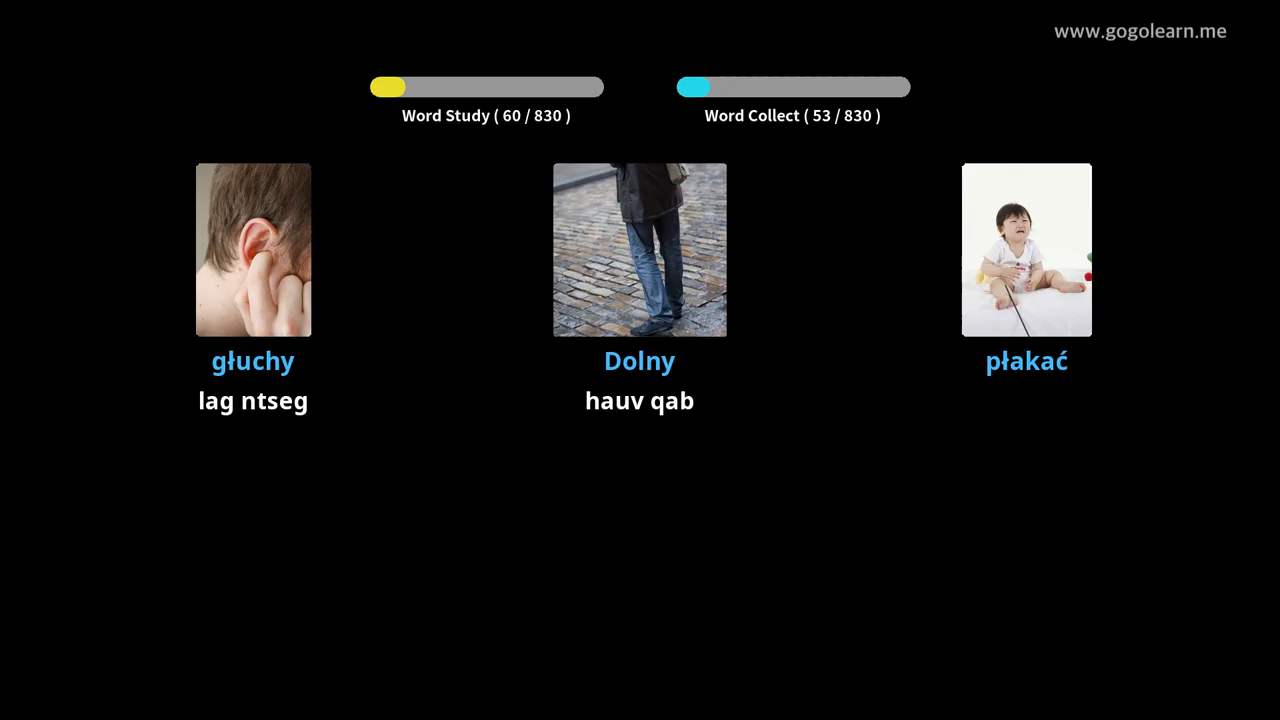 www.gogolearn.me
Word Study ( 60 / 830 )
Word Collect ( 53 / 830 )
głuchy
Dolny
płakać
lag ntseg
hauv qab